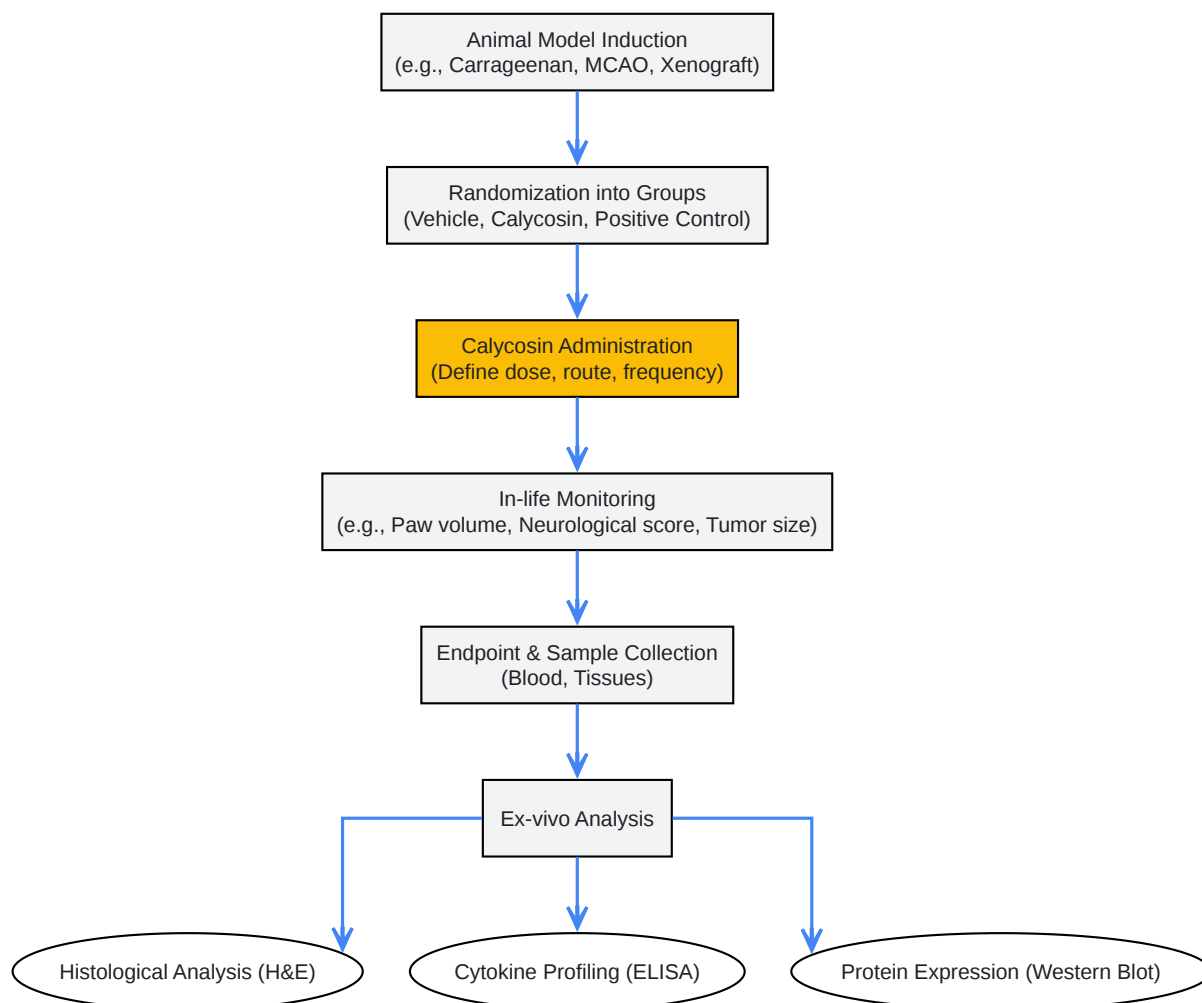 Animal Model Induction
(e.g., Carrageenan, MCAO, Xenograft)
Randomization into Groups
(Vehicle, Calycosin, Positive Control)
Calycosin Administration
(Define dose, route, frequency)
In-life Monitoring
(e.g., Paw volume, Neurological score, Tumor size)
Endpoint & Sample Collection
(Blood, Tissues)
Ex-vivo Analysis
Histological Analysis (H&E)
Cytokine Profiling (ELISA)
Protein Expression (Western Blot)